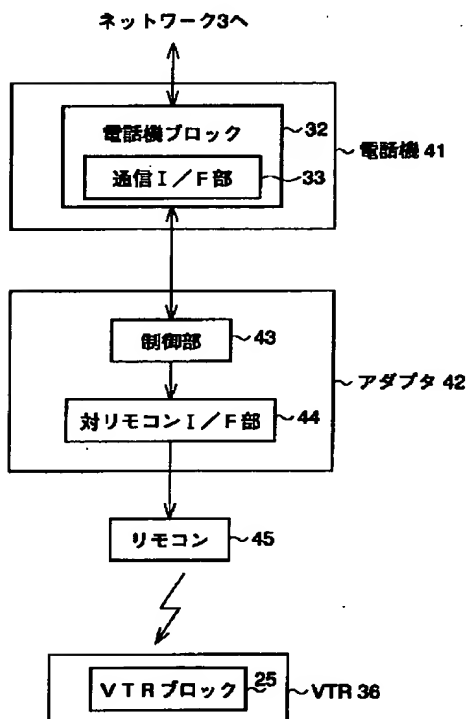 ネットワーク3へ
電話機ブロック
32
通信I/F部
33
電話機 41
制御部
43
アダプタ 42
対リモコンI/F部
44
リモコン
45
VTRブロック
25
VTR 36